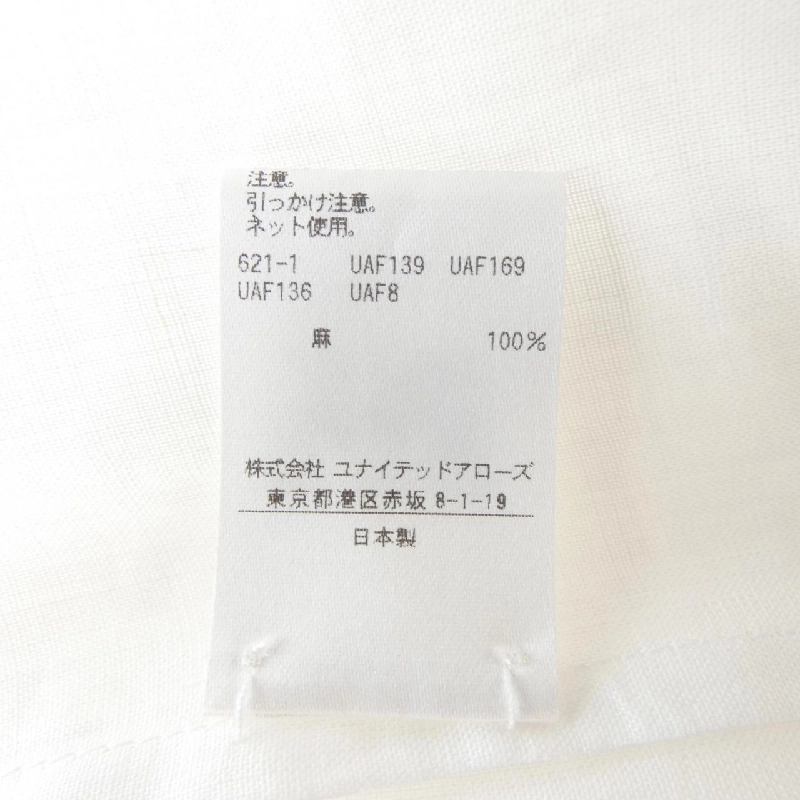 注意。
引っかけ注意。
ネット使用。
621-1 UAF139 UAF169
UAF136 UAF8
麻 100%
株式会社 ユナイテッドアローズ
東京都港区赤坂 8-1-19
日本製